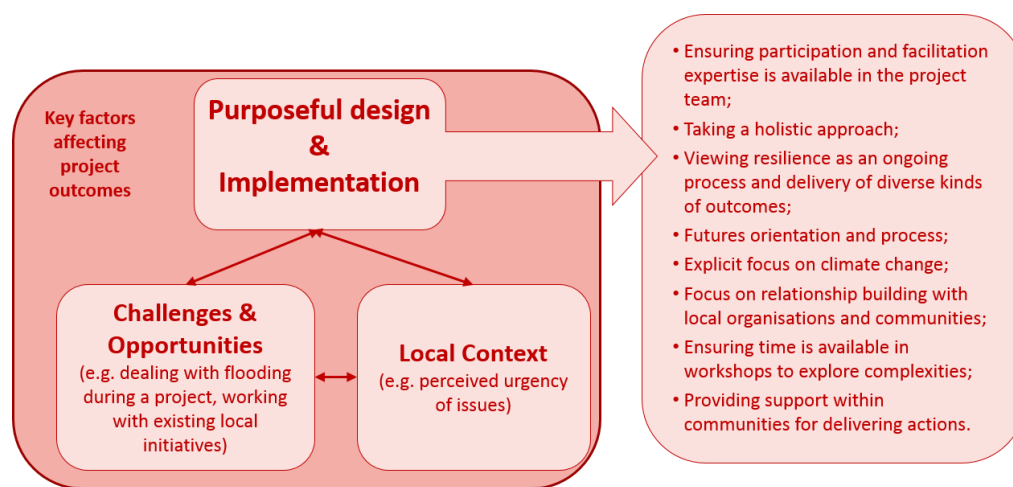 Key factors
affecting
project
outcomes
Purposeful design
&
Implementation
Challenges &
Opportunities
(e.g. dealing with flooding
during a project, working
with existing local
initiatives)
Local Context
(e.g. perceived urgency
of issues)
• Ensuring participation and facilitation
expertise is available in the project
team;
• Taking a holistic approach;
• Viewing resilience as an ongoing
process and delivery of diverse kinds
of outcomes;
• Futures orientation and process;
• Explicit focus on climate change;
• Focus on relationship building with
local organisations and communities;
• Ensuring time is available in
workshops to explore complexities;
• Providing support within
communities for delivering actions.